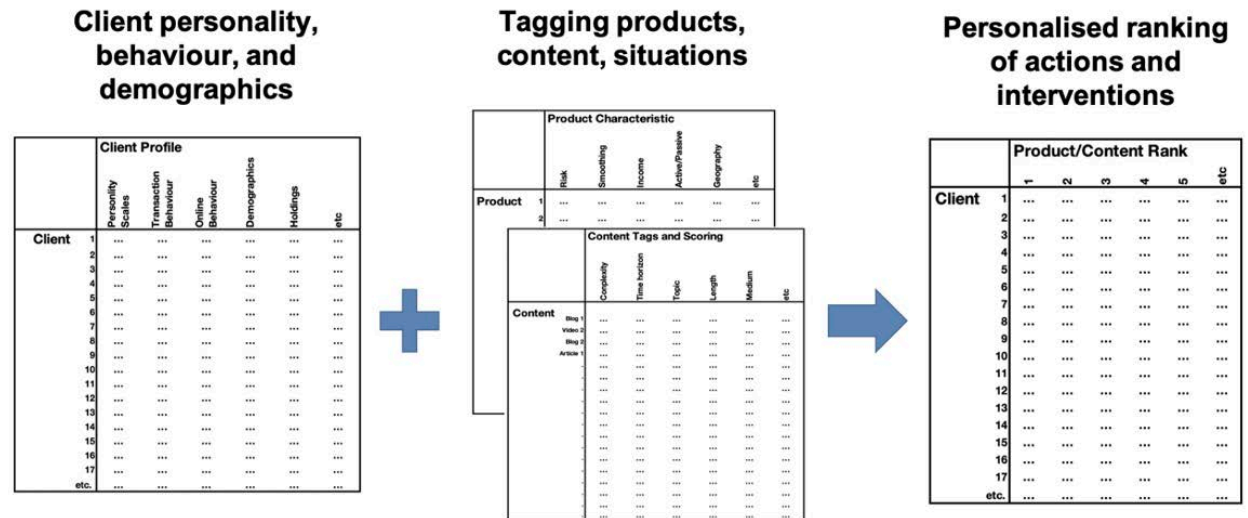 Client personality,
behaviour, and
demographics
Tagging products,
content, situations
Personalised ranking
of actions and
interventions
Client Profile
Personlity
Scales
Transaction
Behaviour
Online
Behaviour
Demographics
Holdings
etc
Client 1 ... ... ... ... ... ...
2 ... ... ... ... ... ...
3 ... ... ... ... ... ...
4 ... ... ... ... ... ...
5 ... ... ... ... ... ...
6 ... ... ... ... ... ...
7 ... ... ... ... ... ...
8 ... ... ... ... ... ...
9 ... ... ... ... ... ...
10 ... ... ... ... ... ...
11 ... ... ... ... ... ...
12 ... ... ... ... ... ...
13 ... ... ... ... ... ...
14 ... ... ... ... ... ...
15 ... ... ... ... ... ...
16 ... ... ... ... ... ...
17 ... ... ... ... ... ...
etc. ... ... ... ... ... ...
Product Characteristic
Risk
Smoothing
Income
Active/Passive
Geography
etc
Product 1 ... ... ... ... ... ...
2 ... ... ... ... ... ...
Content Tags and Scoring
Complexity
Time horizon
Topic
Length
Medium
etc
Content
Blog 1 ... ... ... ... ... ...
Video 2 ... ... ... ... ... ...
Blog 2 ... ... ... ... ... ...
Article 1 ... ... ... ... ... ...
. ... ... ... ... ... ...
. ... ... ... ... ... ...
. ... ... ... ... ... ...
. ... ... ... ... ... ...
. ... ... ... ... ... ...
. ... ... ... ... ... ...
. ... ... ... ... ... ...
. ... ... ... ... ... ...
. ... ... ... ... ... ...
. ... ... ... ... ... ...
. ... ... ... ... ... ...
. ... ... ... ... ... ...
. ... ... ... ... ... ...
Product/Content Rank
1 2 3 4 5 etc
Client 1 ... ... ... ... ... ...
2 ... ... ... ... ... ...
3 ... ... ... ... ... ...
4 ... ... ... ... ... ...
5 ... ... ... ... ... ...
6 ... ... ... ... ... ...
7 ... ... ... ... ... ...
8 ... ... ... ... ... ...
9 ... ... ... ... ... ...
10 ... ... ... ... ... ...
11 ... ... ... ... ... ...
12 ... ... ... ... ... ...
13 ... ... ... ... ... ...
14 ... ... ... ... ... ...
15 ... ... ... ... ... ...
16 ... ... ... ... ... ...
17 ... ... ... ... ... ...
etc. ... ... ... ... ... ...